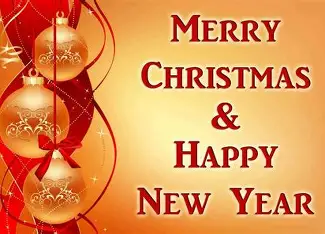 MERRY
CHRISTMAS
&
HAPPY
NEW YEAR